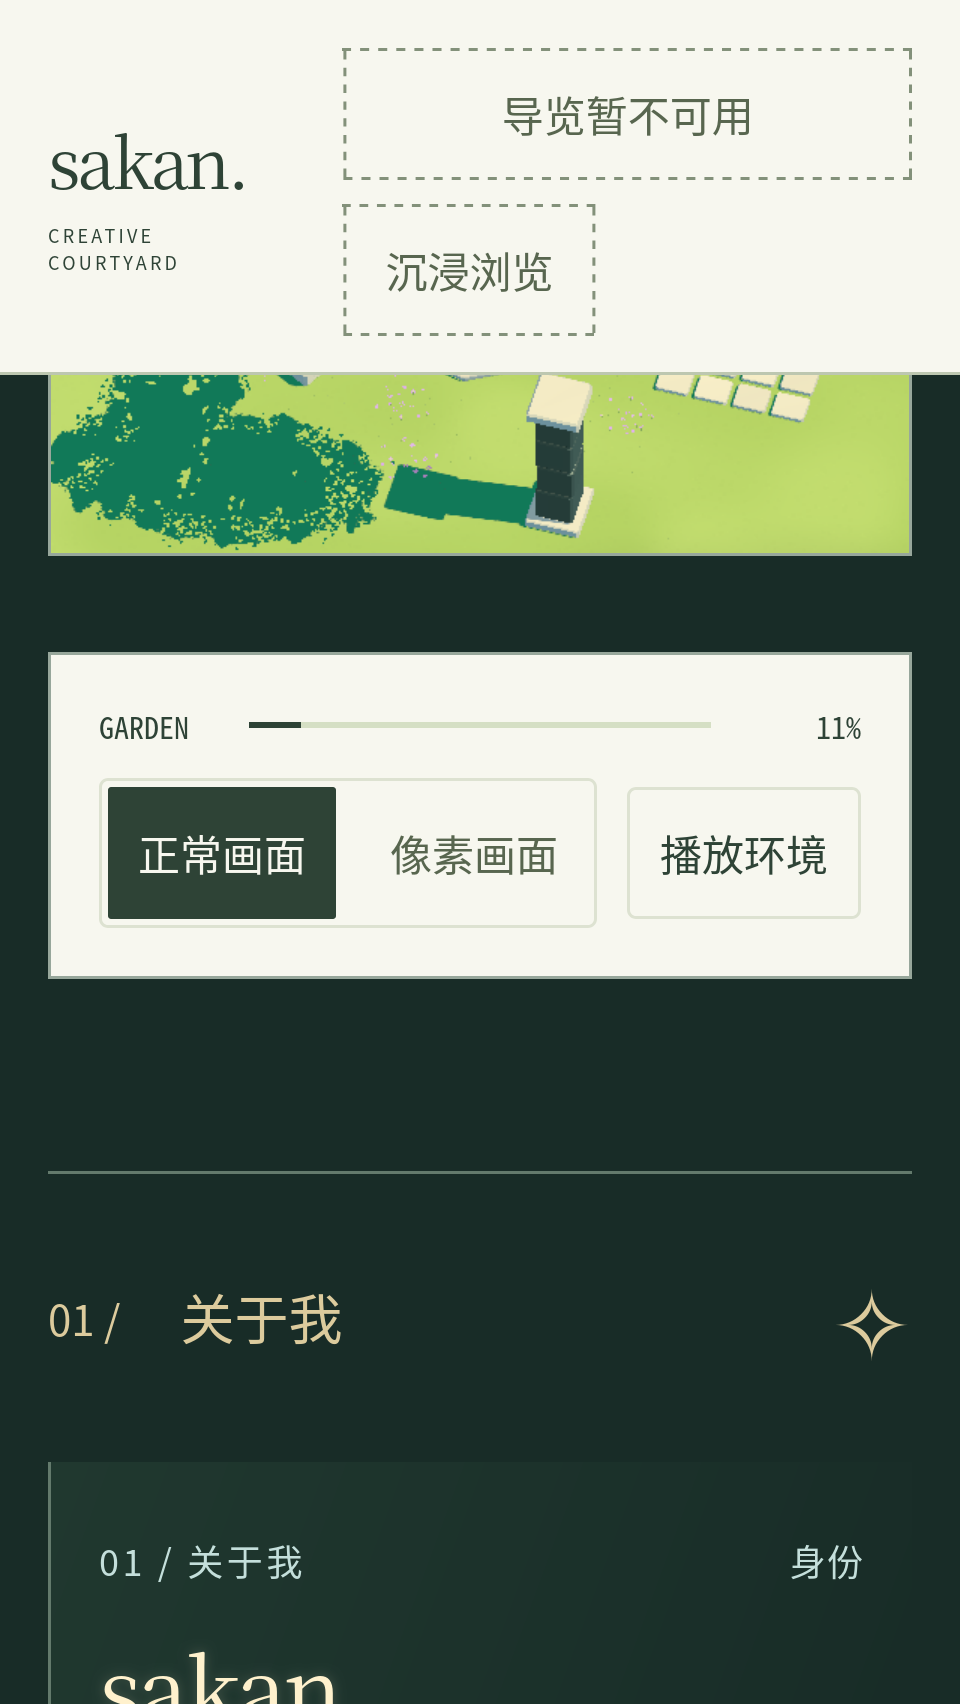 sakan.
CREATIVE
COURTYARD
导览暂不可用
沉浸浏览
GARDEN 11%
正常画面 像素画面 播放环境
01 / 关于我
01 / 关于我 身份
sakan